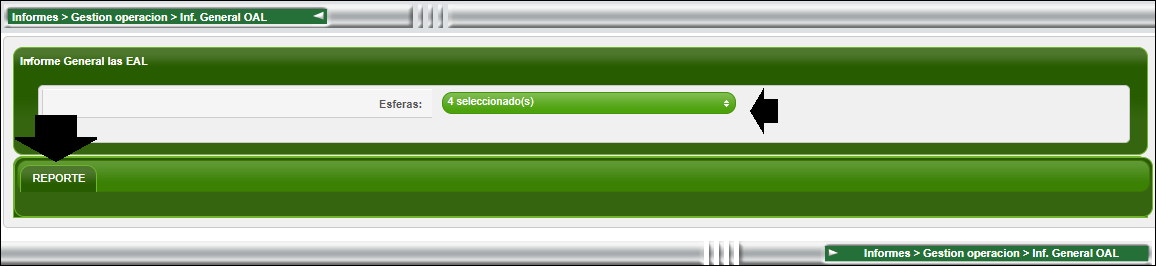 Informes > Gestion operacion > Inf. General OAL
Informe General las EAL
Esferas:
4 seleccionado(s)
REPORTE
Informes > Gestion operacion > Inf. General OAL